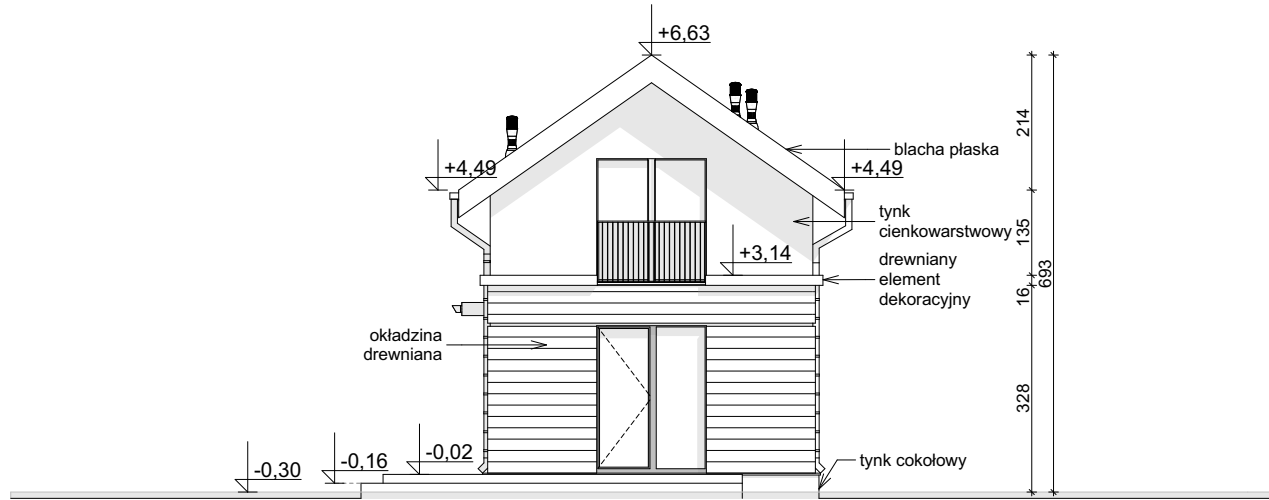 +6,63
blacha płaska
+4,49
+4,49
tynk
cienkowarstwowy
+3,14
drewniany
element
dekoracyjny
okładzina
drewniana
-0,02
-0,16
-0,30
tynk cokołowy
214
135
16
328
693